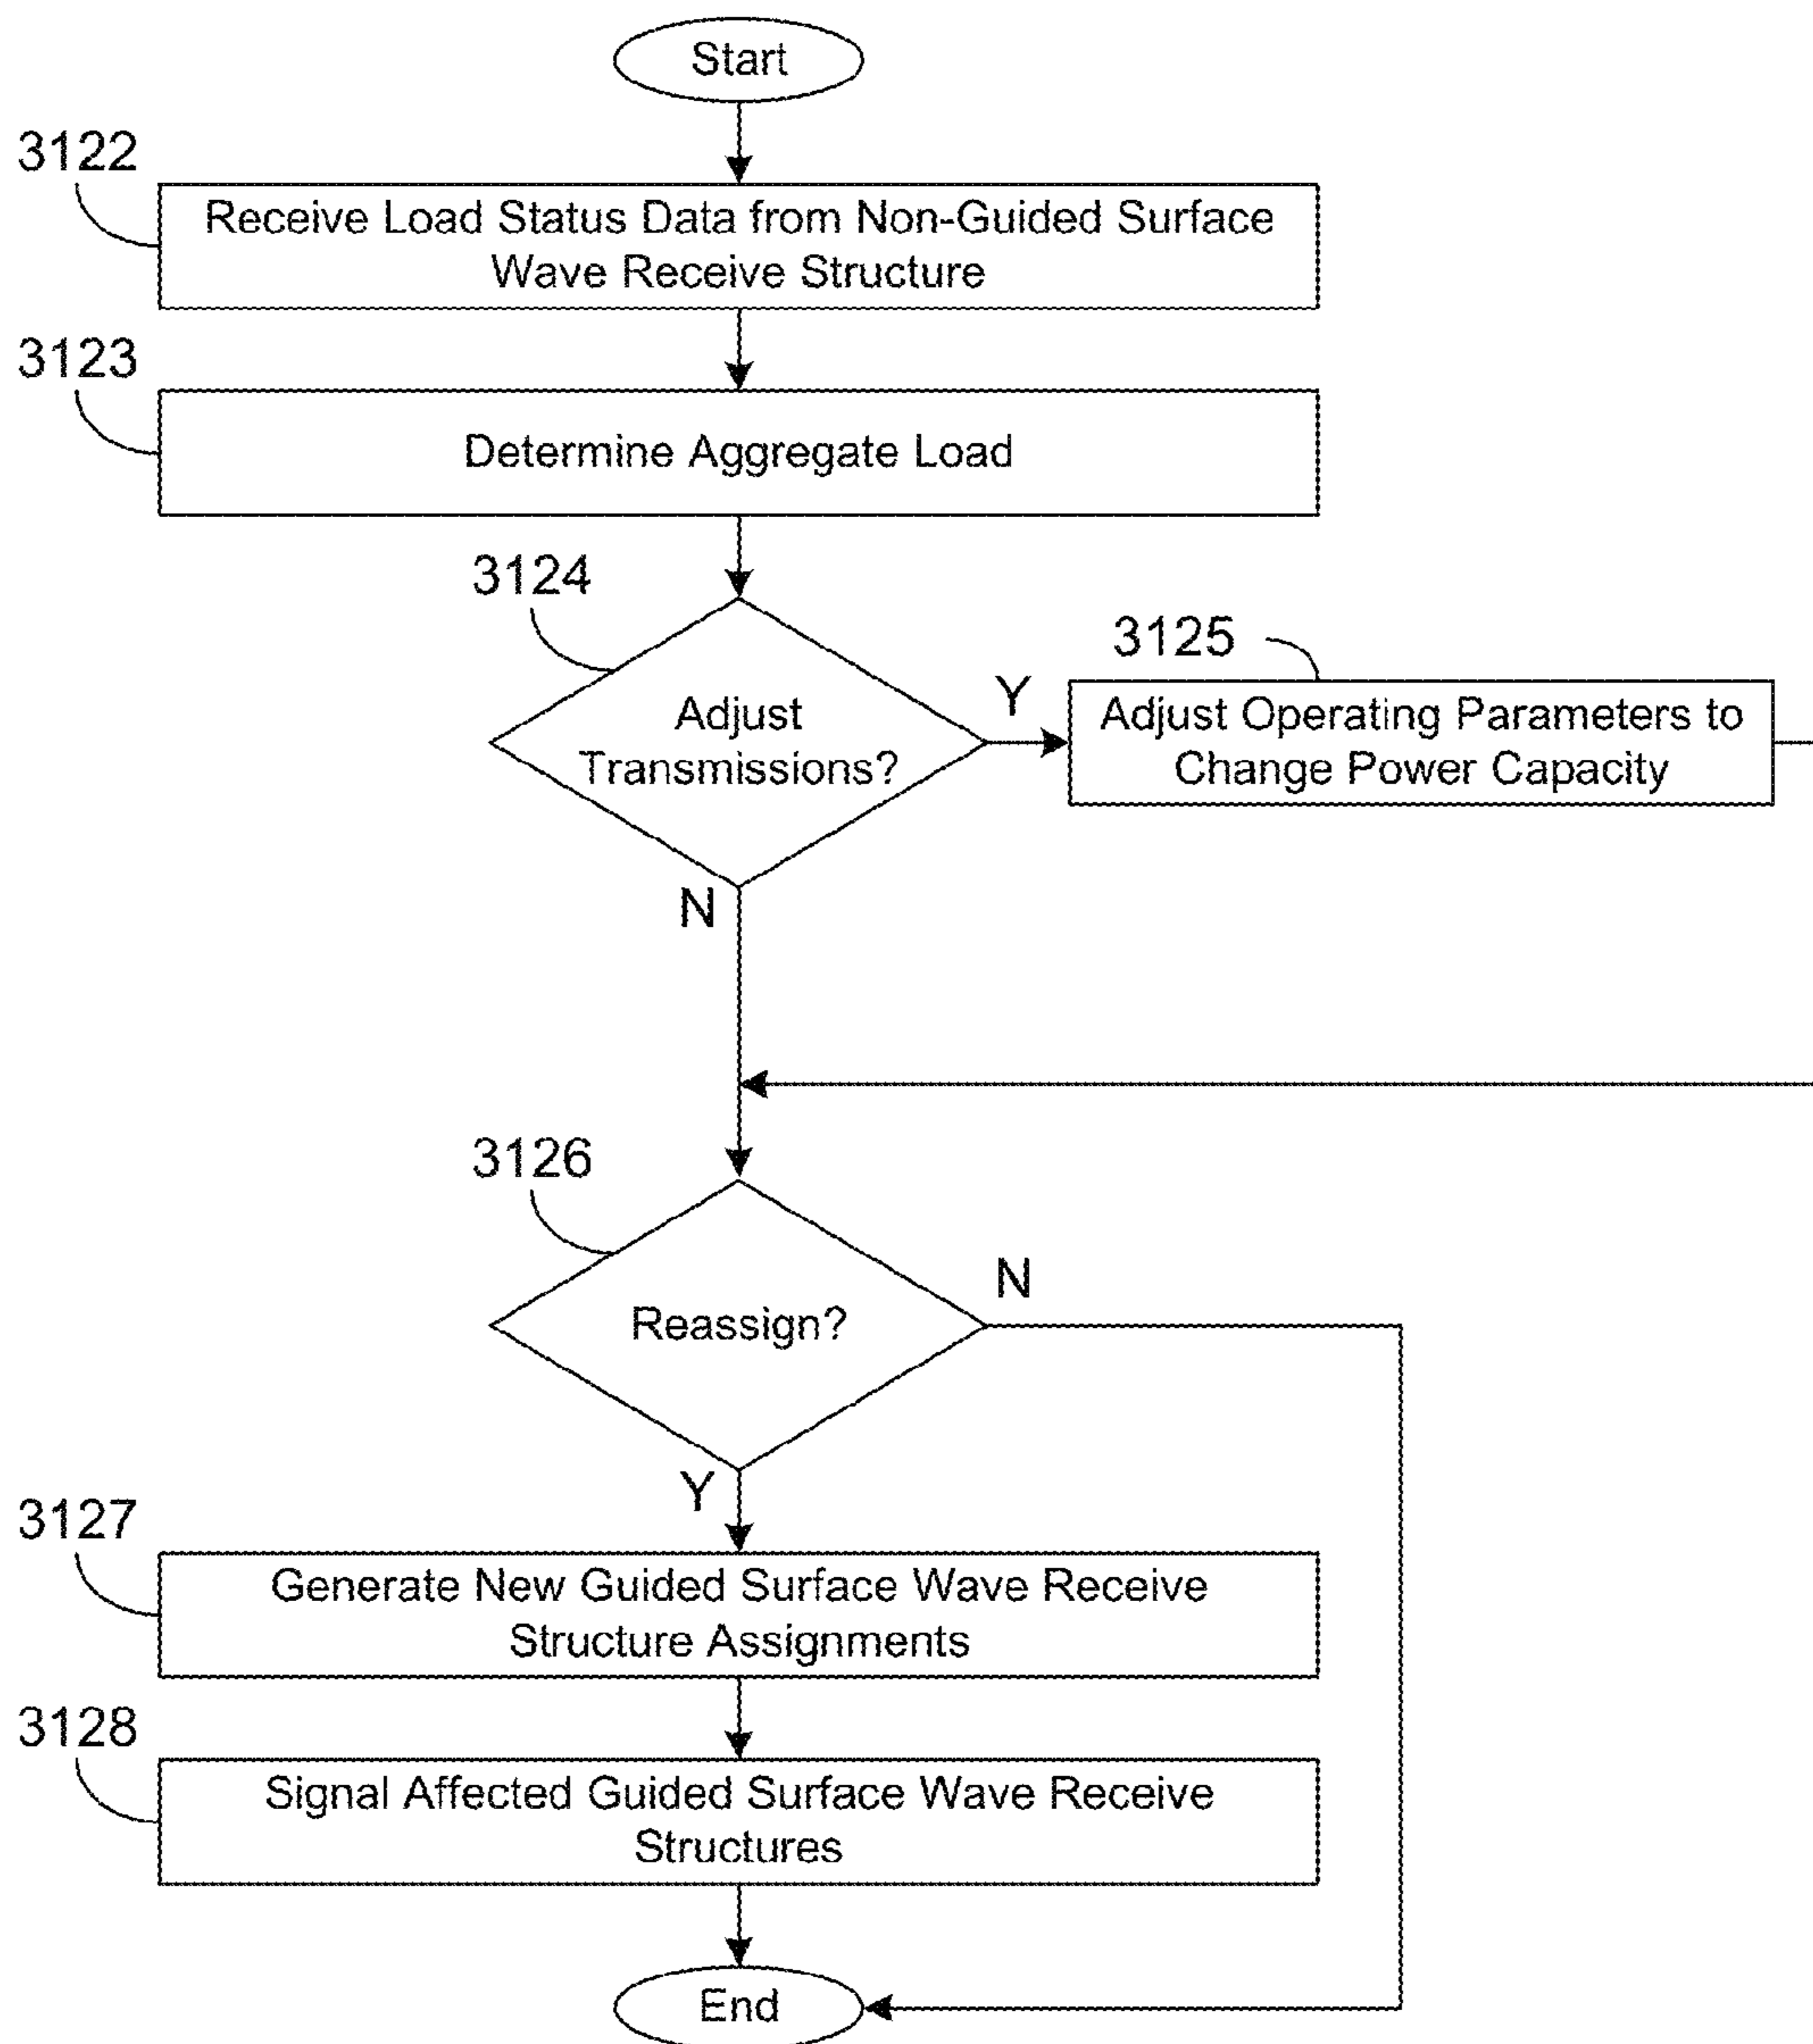 Start
3122
Receive Load Status Data from Non-Guided Surface
Wave Receive Structure
3123
Determine Aggregate Load
3124
Adjust
Transmissions?
Y
3125
Adjust Operating Parameters to
Change Power Capacity
N
3126
Reassign?
N
Y
3127
Generate New Guided Surface Wave Receive
Structure Assignments
3128
Signal Affected Guided Surface Wave Receive
Structures
End